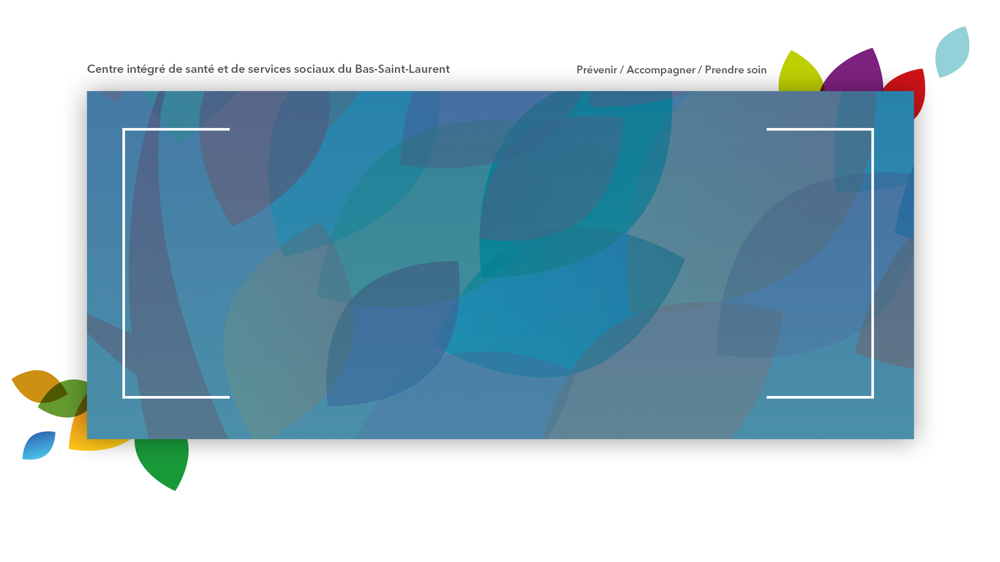 Centre intégré de santé et de services sociaux du Bas-Saint-Laurent
Prévenir / Accompagner / Prendre soin